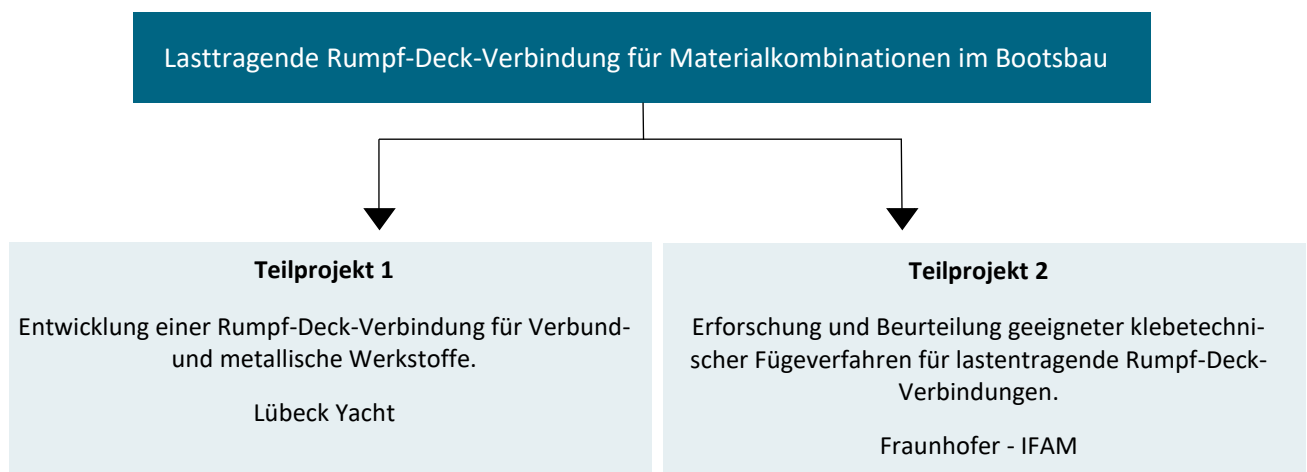 Lasttragende Rumpf-Deck-Verbindung für Materialkombinationen im Bootsbau
Teilprojekt 1
Entwicklung einer Rumpf-Deck-Verbindung für Verbund-
und metallische Werkstoffe.
Lübeck Yacht
Teilprojekt 2
Erforschung und Beurteilung geeigneter klebetechni-
scher Fügeverfahren für lastentragende Rumpf-Deck-
Verbindungen.
Fraunhofer - IFAM